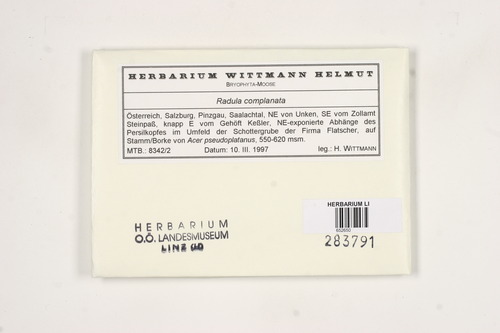 HERBARIUM WITTMANN HELMUT
BRYOPHYTA-MOOSE
Radula complanata
Österreich, Salzburg, Pinzgau, Saalachtal, NE von Unken, SE vom Zollamt
Steinpaß, knapp E vom Gehöft Keßler, NE-exponierte Abhänge des
Persilkopfes im Umfeld der Schottergrube der Firma Flatscher, auf
Stamm/Borke von Acer pseudoplatanus, 550-620 msm.
MTB.: 8342/2 Datum: 10. III. 1997 leg.: H. WITTMANN
HERBARIUM LI
652650
283791
HERBARIUM
O.Ö. LANDESMUSEUM
LINZ